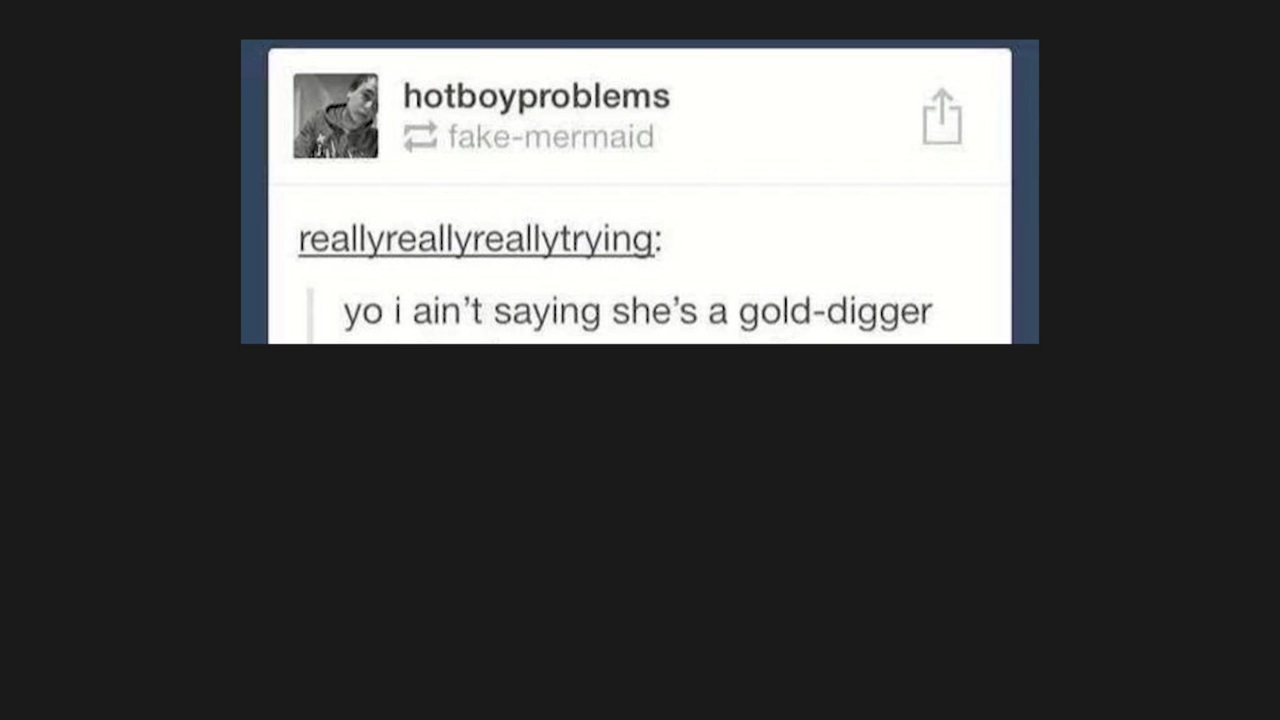 hotboyproblems
fake-mermaid
reallyreallyreallytrying:
yo i ain’t saying she’s a gold-digger